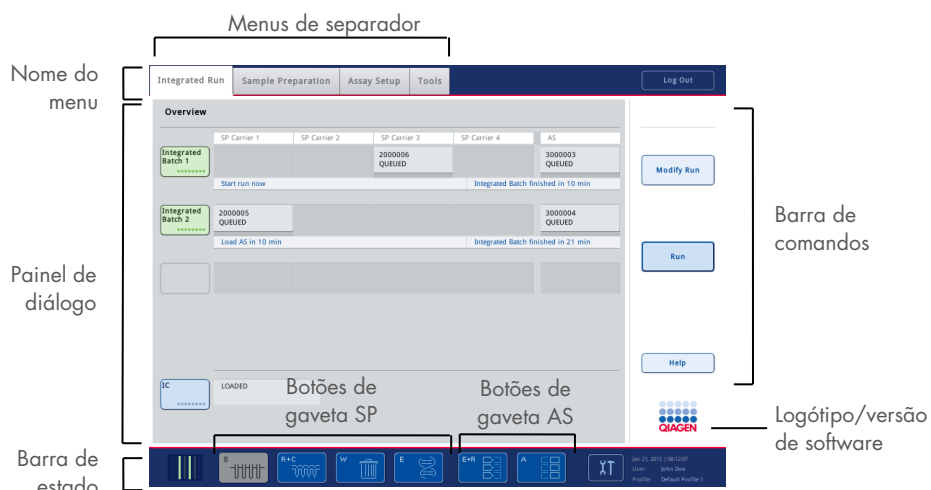 Menus de separador
Nome do
menu
Integrated Run
Sample Preparation
Assay Setup
Tools
Log Out
Overview
SP Carrier 1
SP Carrier 2
SP Carrier 3
SP Carrier 4
AS
Integrated
Batch 1
2000006
QUEUED
3000003
QUEUED
Modify Run
Start run now
Integrated Batch finished in 10 min
Integrated
Batch 2
2000005
QUEUED
3000004
QUEUED
Load AS in 10 min
Integrated Batch finished in 21 min
Barra de
comandos
Run
Painel de
diálogo
Help
IC
LOADED
Botões de
gaveta SP
Botões de
gaveta AS
QIAGEN
Logótipo/versão
de software
Barra de
estado
S
R+C
W
E
E+R
A
Jan 21, 2015 | 08:12:07
User: John Doe
Profile: Default Profile 1